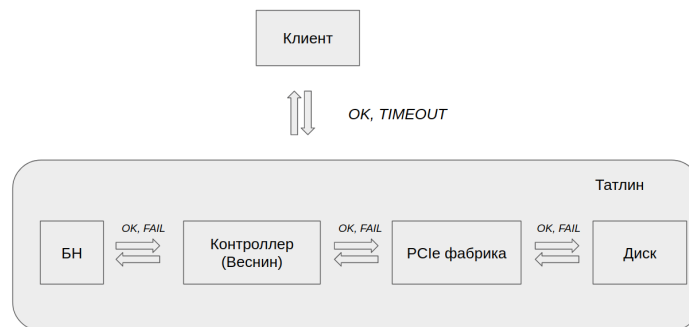 Клиент
OK, TIMEOUT
Татлин
OK, FAIL
OK, FAIL
OK, FAIL
БН
Контроллер
(Веснин)
PCIe фабрика
Диск